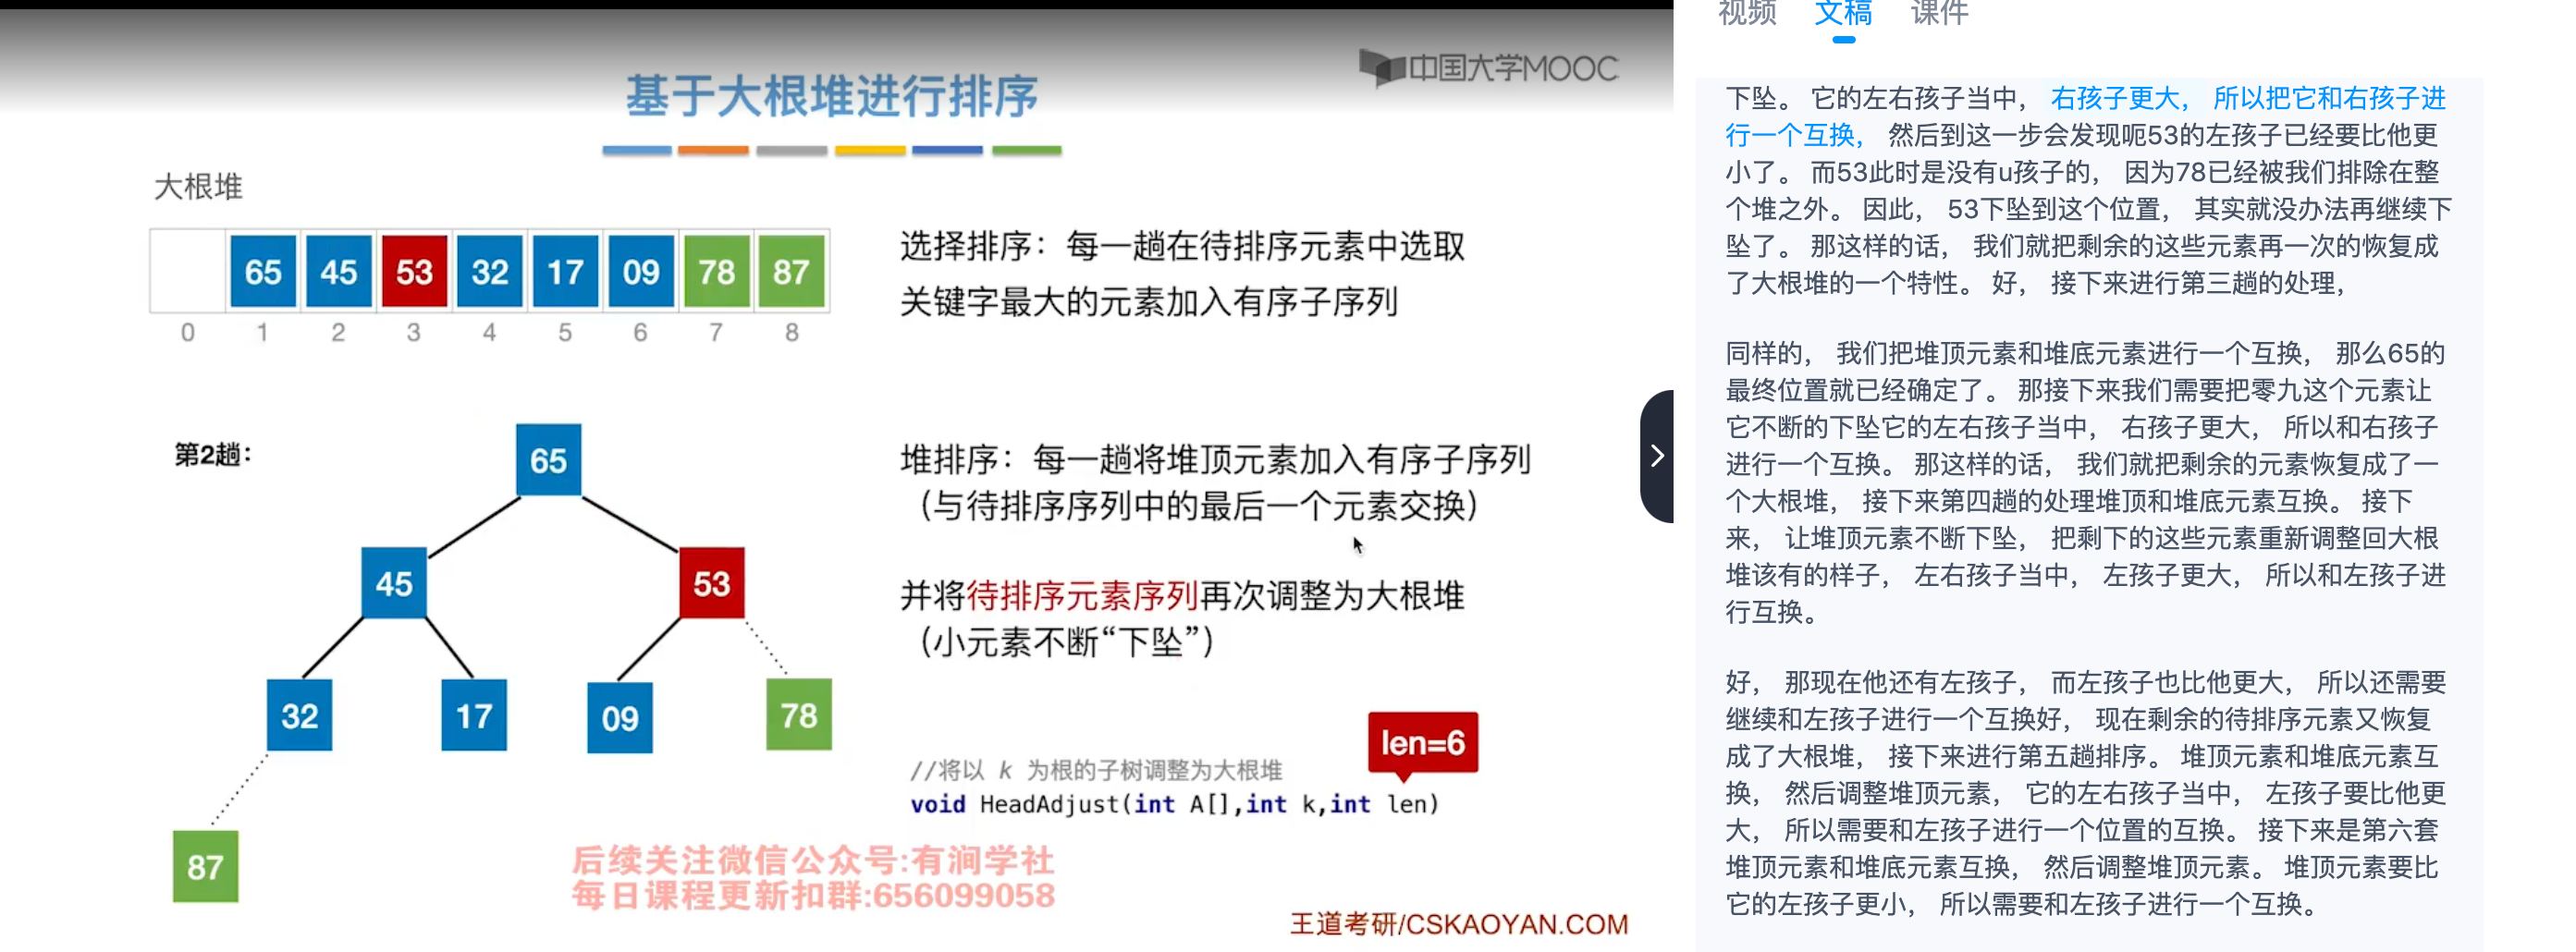 中国大学MOOC
基于大根堆进行排序
大根堆
65 45 53 32 17 09 78 87
0 1 2 3 4 5 6 7 8
选择排序：每一趟在待排序元素中选取
关键字最大的元素加入有序子序列
第2趟：
65
45 53
32 17 09 78
87
堆排序：每一趟将堆顶元素加入有序子序列
（与待排序序列中的最后一个元素交换）
并将待排序元素序列再次调整为大根堆
（小元素不断“下坠”）
len=6
//将以 k 为根的子树调整为大根堆
void HeadAdjust(int A[],int k,int len)
后续关注微信公众号:有涧学社
每日课程更新扣群:656099058
王道考研/CSKAOYAN.COM
视频 文稿 课件
下坠。 它的左右孩子当中， 右孩子更大， 所以把它和右孩子进
行一个互换， 然后到这一步会发现呃53的左孩子已经要比他更
小了。 而53此时是没有u孩子的， 因为78已经被我们排除在整
个堆之外。 因此， 53下坠到这个位置， 其实就没办法再继续下
坠了。 那这样的话， 我们就把剩余的这些元素再一次的恢复成
了大根堆的一个特性。 好， 接下来进行第三趟的处理，
同样的， 我们把堆顶元素和堆底元素进行一个互换， 那么65的
最终位置就已经确定了。 那接下来我们需要把零九这个元素让
它不断的下坠它的左右孩子当中， 右孩子更大， 所以和右孩子
进行一个互换。 那这样的话， 我们就把剩余的元素恢复成了一
个大根堆， 接下来第四趟的处理堆顶和堆底元素互换。 接下
来， 让堆顶元素不断下坠， 把剩下的这些元素重新调整回大根
堆该有的样子， 左右孩子当中， 左孩子更大， 所以和左孩子进
行互换。
好， 那现在他还有左孩子， 而左孩子也比他更大， 所以还需要
继续和左孩子进行一个互换好， 现在剩余的待排序元素又恢复
成了大根堆， 接下来进行第五趟排序。 堆顶元素和堆底元素互
换， 然后调整堆顶元素， 它的左右孩子当中， 左孩子要比他更
大， 所以需要和左孩子进行一个位置的互换。 接下来是第六套
堆顶元素和堆底元素互换， 然后调整堆顶元素。 堆顶元素要比
它的左孩子更小， 所以需要和左孩子进行一个互换。